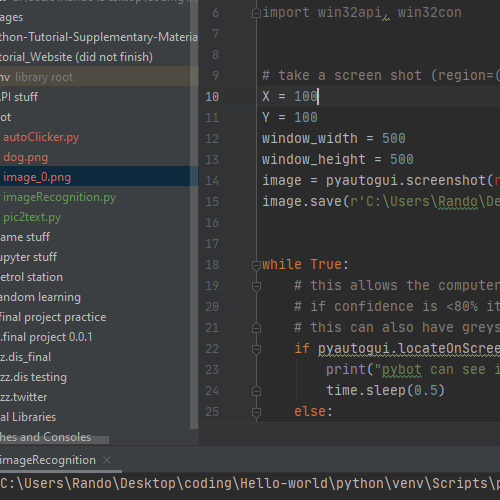 ages
ython-Tutorial-Supplementary-Materia
torial_Website (did not finish)
nv library root
API stuff
ot
autoClicker.py
dog.png
image_0.png
imageRecognition.py
pic2text.py
ame stuff
upyter stuff
etrol station
andom learning
final project practice
.final project 0.0.1
zz.dis_final
zz.dis testing
zz.twitter
al Libraries
hes and Consoles
6 import win32api, win32con
7
8
9 # take a screen shot (region=(
10 X = 100
11 Y = 100
12 window_width = 500
13 window_height = 500
14 image = pyautogui.screenshot(r
15 image.save(r'C:\Users\Rando\De
16
17
18 while True:
19 # this allows the computer
20 # if confidence is <80% it
21 # this can also have greys
22 if pyautogui.locateOnScree
23 print("pybot can see i
24 time.sleep(0.5)
25 else:
imageRecognition ×
C:\Users\Rando\Desktop\coding\Hello-world\python\venv\Scripts\p